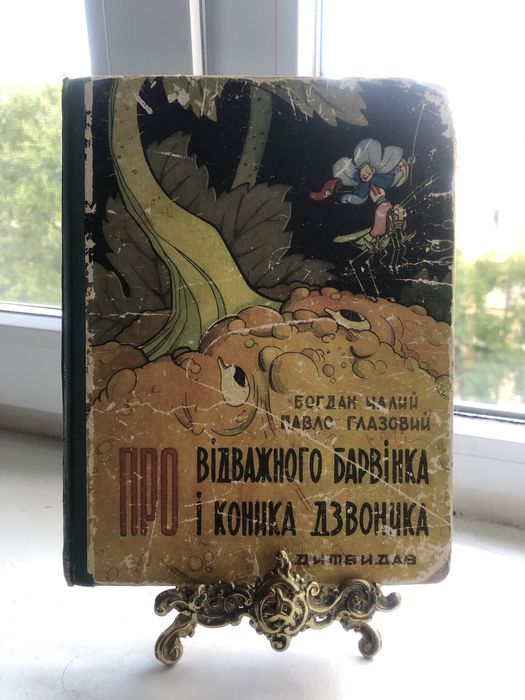 БОГДАН ЧАЛИЙ
ПАВЛО ГЛАЗОВИЙ
ПРО ВІДВАЖНОГО БАРВІНКА
І КОНИКА ДЗВОНИКА
ДИТВИДАВ